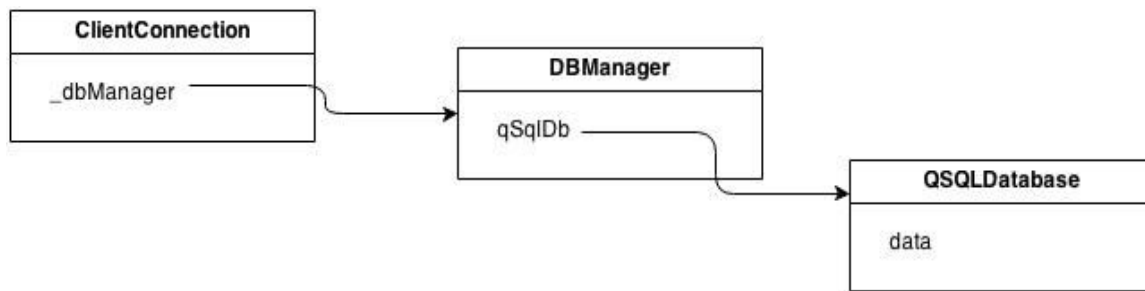 ClientConnection
_dbManager
DBManager
qSqlDb
QSQLDatabase
data